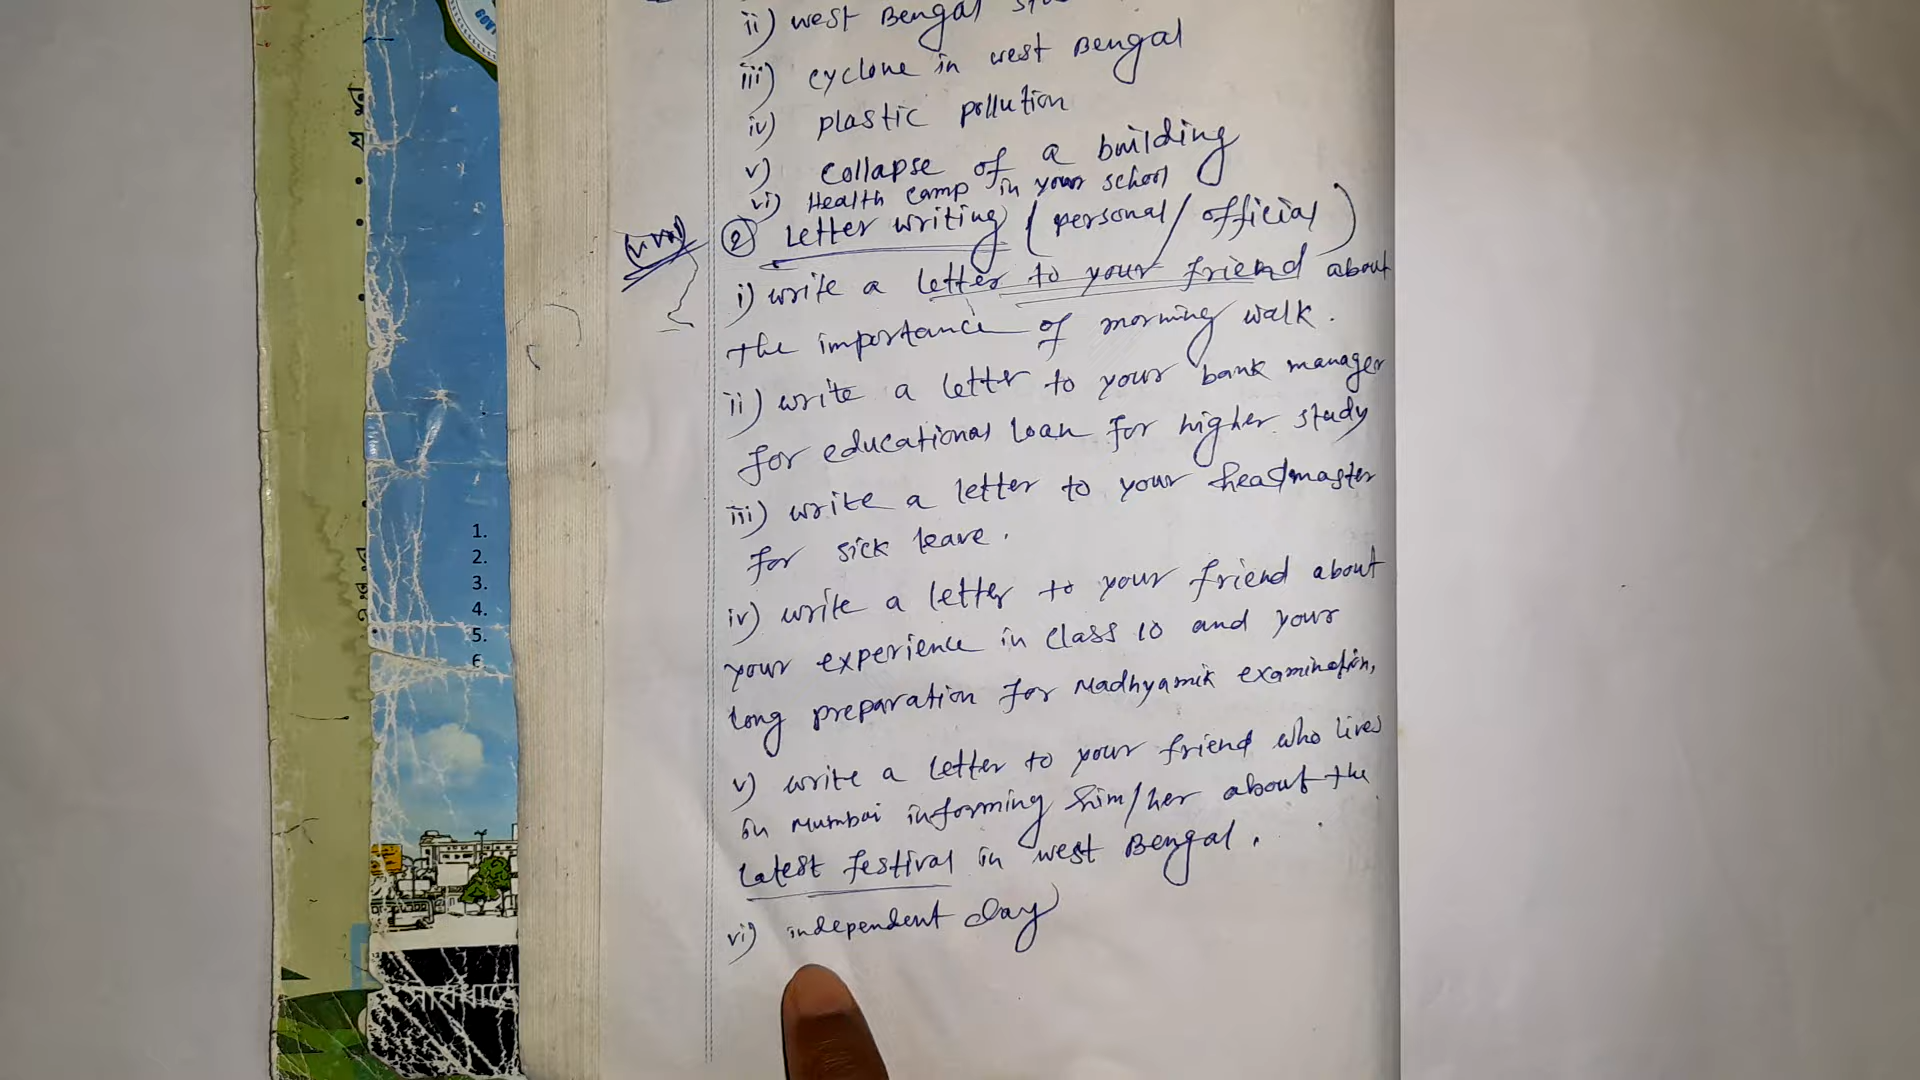 ii) west Bengal
iii) cyclone in west Bengal
iv) plastic pollution
v) collapse of a building
vi) Health camp in your school
② Letter writing (personal/official)
i) write a letter to your friend about
the importance of morning walk.
ii) write a letter to your bank manager
for educational loan for higher study
iii) write a letter to your headmaster
for sick leave.
iv) write a letter to your friend about
your experience in class 10 and your
long preparation for Madhyamik examination,
v) write a letter to your friend who lives
in Mumbai informing him/her about the
Latest festival in west Bengal.
vi) independent day
1.
2.
3.
4.
5.
6